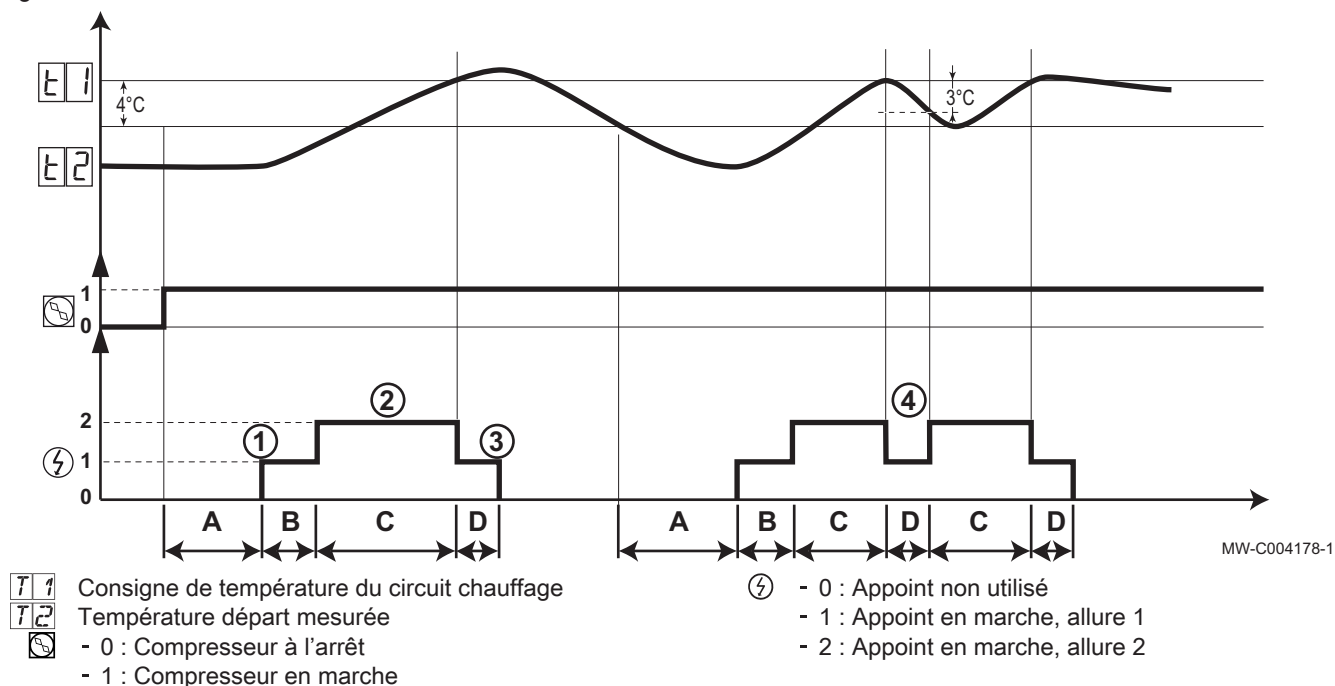 t1
4°C
3°C
t2
1
0
2
1
0
1
2
3
4
A B C D A B C D C D
MW-C004178-1
T1 Consigne de température du circuit chauffage
T2 Température départ mesurée
- 0 : Compresseur à l’arrêt
- 1 : Compresseur en marche
- 0 : Appoint non utilisé
- 1 : Appoint en marche, allure 1
- 2 : Appoint en marche, allure 2